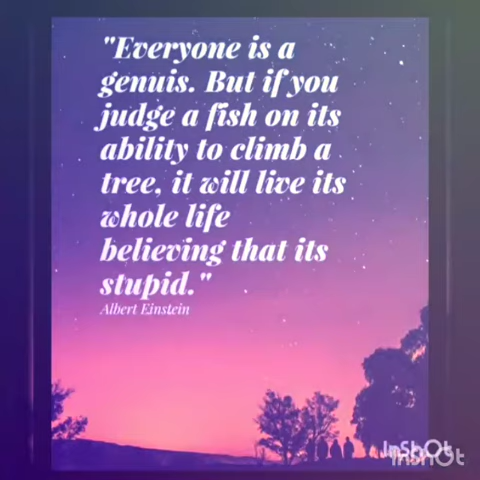 "Everyone is a
genuis. But if you
judge a fish on its
ability to climb a
tree, it will live its
whole life
believing that its
stupid."
Albert Einstein
InShOt
InShOt